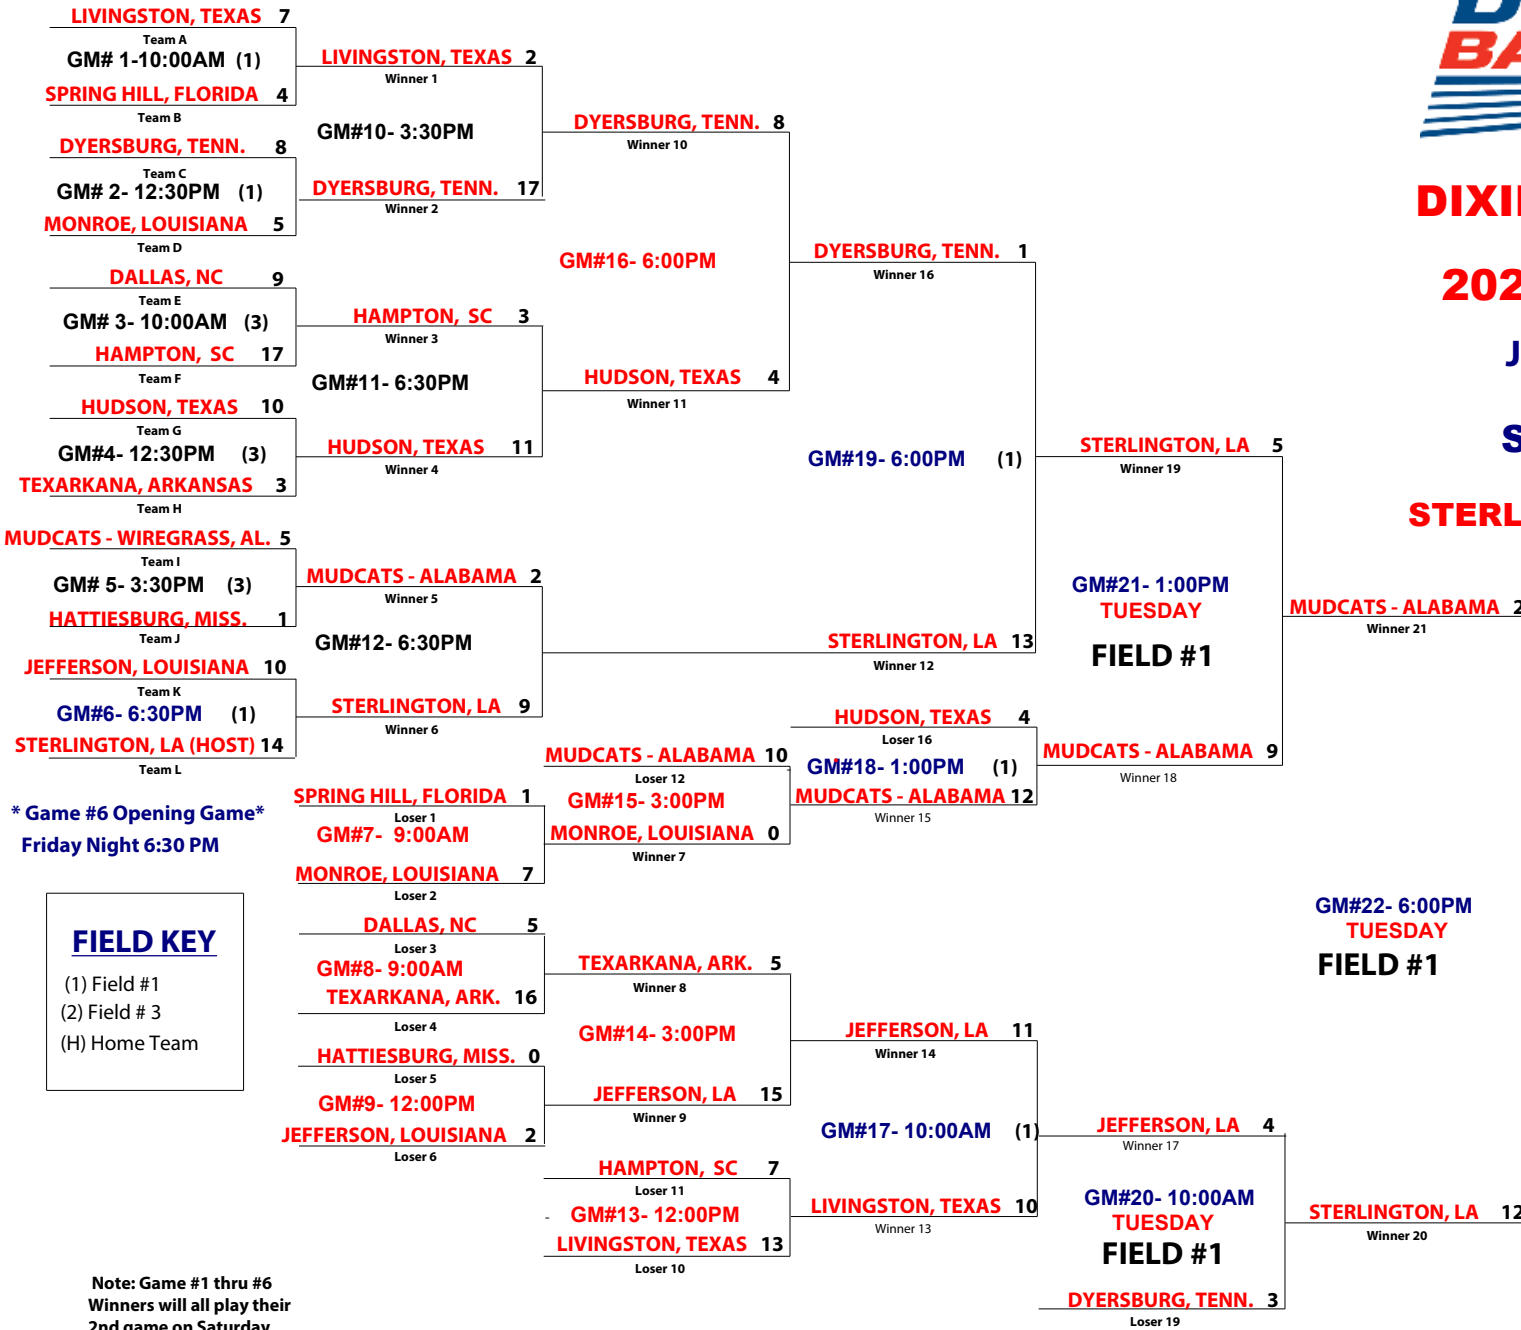 LIVINGSTON, TEXAS 7
Team A
GM# 1-10:00AM (1)
SPRING HILL, FLORIDA 4
Team B
DYERSBURG, TENN. 8
Team C
GM# 2- 12:30PM (1)
MONROE, LOUISIANA 5
Team D
DALLAS, NC 9
Team E
GM# 3- 10:00AM (3)
HAMPTON, SC 17
Team F
HUDSON, TEXAS 10
Team G
GM#4- 12:30PM (3)
TEXARKANA, ARKANSAS 3
Team H
MUDCATS - WIREGRASS, AL. 5
Team I
GM# 5- 3:30PM (3)
HATTIESBURG, MISS. 1
Team J
JEFFERSON, LOUISIANA 10
Team K
GM#6- 6:30PM (1)
STERLINGTON, LA (HOST) 14
Team L
* Game #6 Opening Game*
Friday Night 6:30 PM
FIELD KEY
(1) Field #1
(2) Field # 3
(H) Home Team
Note: Game #1 thru #6
Winners will all play their
2nd game on Saturday
LIVINGSTON, TEXAS 2
Winner 1
GM#10- 3:30PM
DYERSBURG, TENN. 17
Winner 2
HAMPTON, SC 3
Winner 3
GM#11- 6:30PM
HUDSON, TEXAS 11
Winner 4
MUDCATS - ALABAMA 2
Winner 5
GM#12- 6:30PM
STERLINGTON, LA 9
Winner 6
SPRING HILL, FLORIDA 1
Loser 1
GM#7- 9:00AM
MONROE, LOUISIANA 7
Loser 2
DALLAS, NC 5
Loser 3
GM#8- 9:00AM
TEXARKANA, ARK. 16
Loser 4
HATTIESBURG, MISS. 0
Loser 5
GM#9- 12:00PM
JEFFERSON, LOUISIANA 2
Loser 6
DYERSBURG, TENN. 8
Winner 10
GM#16- 6:00PM
HUDSON, TEXAS 4
Winner 11
MUDCATS - ALABAMA 10
Loser 12
GM#15- 3:00PM
MONROE, LOUISIANA 0
Winner 7
TEXARKANA, ARK. 5
Winner 8
GM#14- 3:00PM
JEFFERSON, LA 15
Winner 9
HAMPTON, SC 7
Loser 11
- GM#13- 12:00PM
LIVINGSTON, TEXAS 13
Loser 10
DYERSBURG, TENN. 1
Winner 16
GM#19- 6:00PM (1)
STERLINGTON, LA 13
Winner 12
HUDSON, TEXAS 4
Loser 16
GM#18- 1:00PM (1)
MUDCATS - ALABAMA 12
Winner 15
JEFFERSON, LA 11
Winner 14
GM#17- 10:00AM (1)
LIVINGSTON, TEXAS 10
Winner 13
STERLINGTON, LA 5
Winner 19
GM#21- 1:00PM
TUESDAY
FIELD #1
MUDCATS - ALABAMA 9
Winner 18
JEFFERSON, LA 4
Winner 17
GM#20- 10:00AM
TUESDAY
FIELD #1
DYERSBURG, TENN. 3
Loser 19
MUDCATS - ALABAMA 2
Winner 21
GM#22- 6:00PM
TUESDAY
FIELD #1
STERLINGTON, LA 12
Winner 20
BA
DIXI
202
J
S
STERL